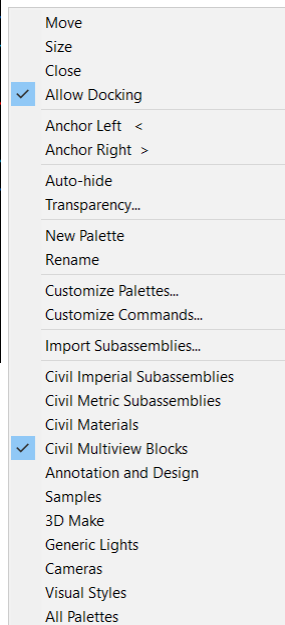 Move
Size
Close
Allow Docking
Anchor Left <
Anchor Right >
Auto-hide
Transparency...
New Palette
Rename
Customize Palettes...
Customize Commands...
Import Subassemblies...
Civil Imperial Subassemblies
Civil Metric Subassemblies
Civil Materials
Civil Multiview Blocks
Annotation and Design
Samples
3D Make
Generic Lights
Cameras
Visual Styles
All Palettes